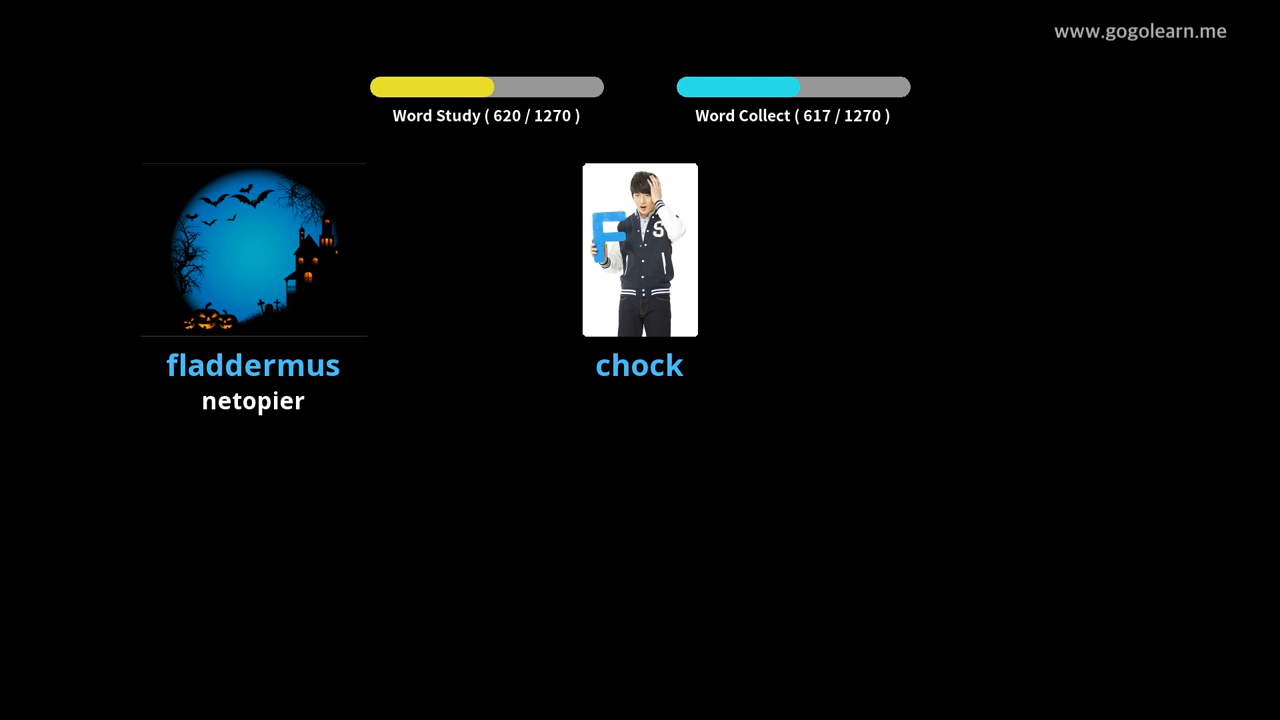 www.gogolearn.me
Word Study ( 620 / 1270 )
Word Collect ( 617 / 1270 )
F
S
fladdermus
chock
netopier